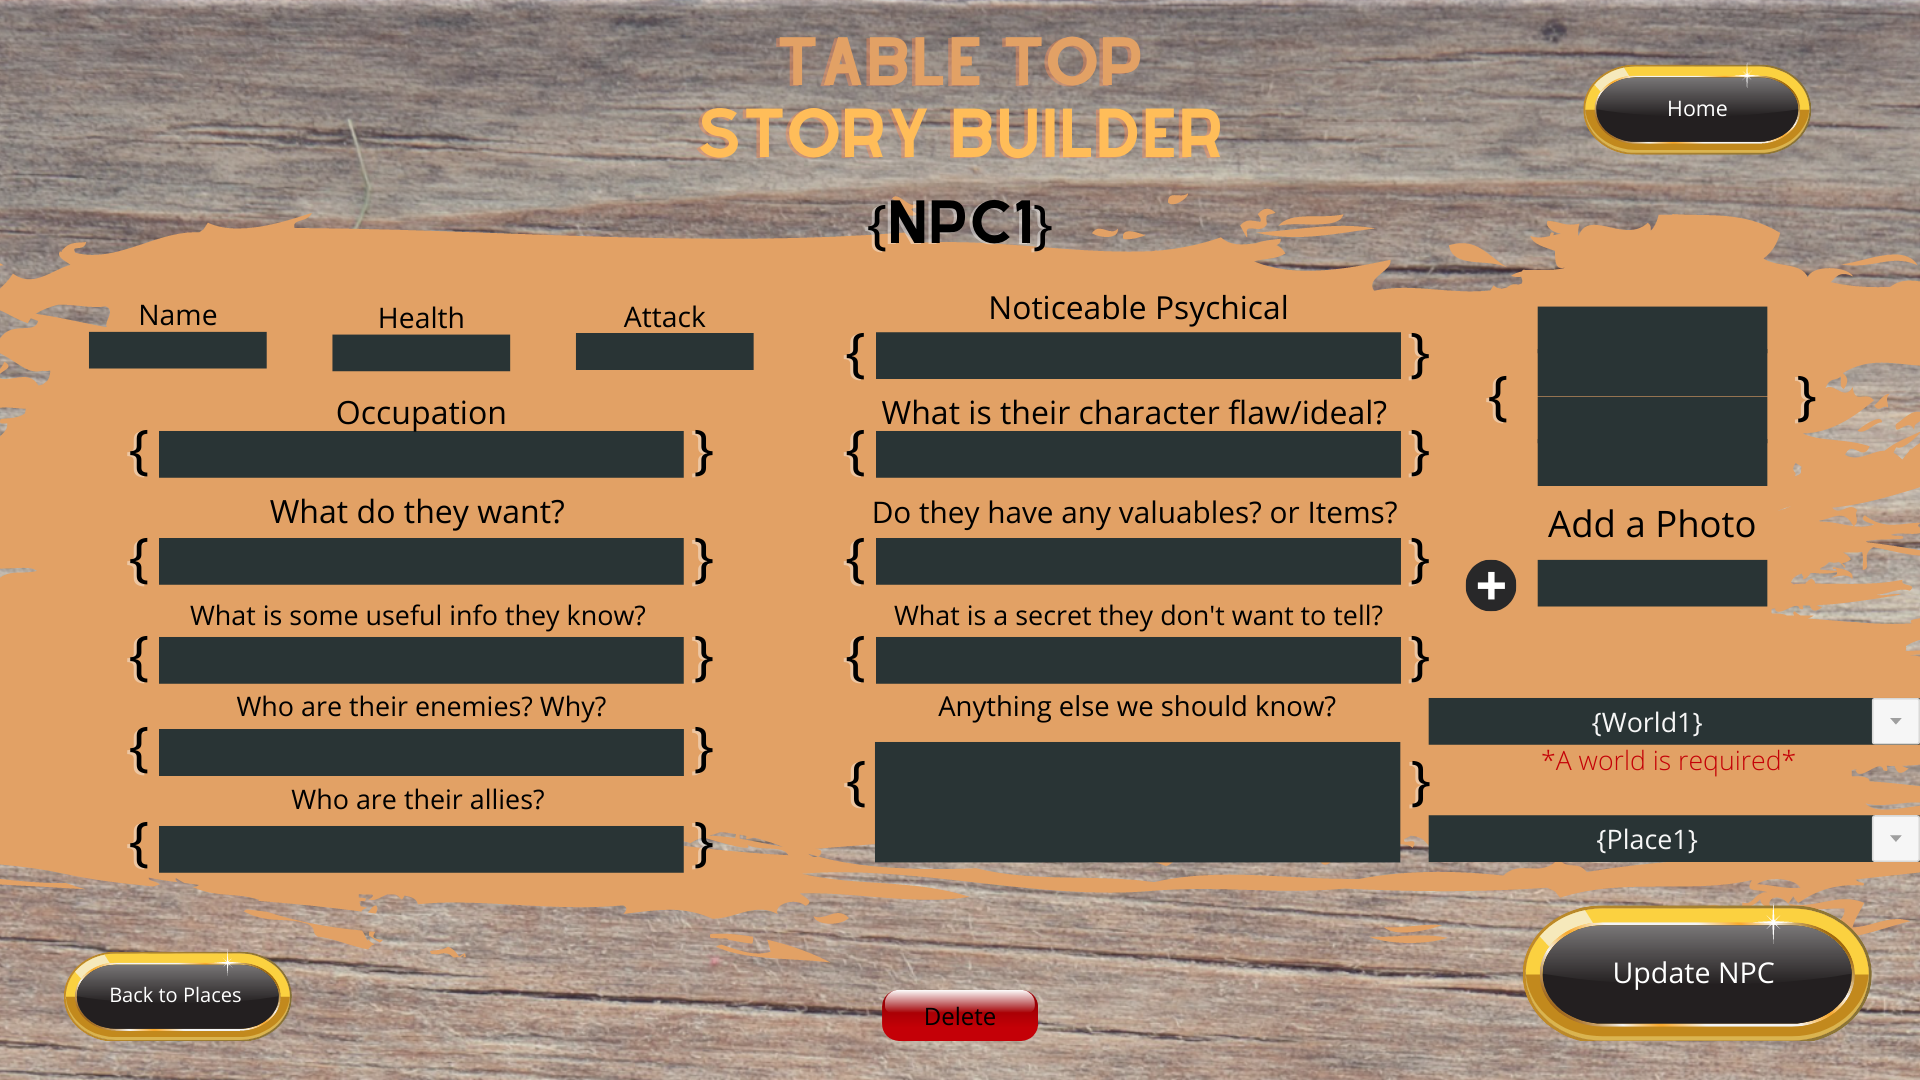 TABLE TOP
STORY BUILDER
Home
{NPC1}
Name
Health
Attack
Occupation
{ }
What do they want?
{ }
What is some useful info they know?
{ }
Who are their enemies? Why?
{ }
Who are their allies?
{ }
Noticeable Psychical
{ }
What is their character flaw/ideal?
{ }
Do they have any valuables? or Items?
{ }
What is a secret they don't want to tell?
{ }
Anything else we should know?
{ }
{ }
Add a Photo
{World1}
*A world is required*
{Place1}
Back to Places
Delete
Update NPC